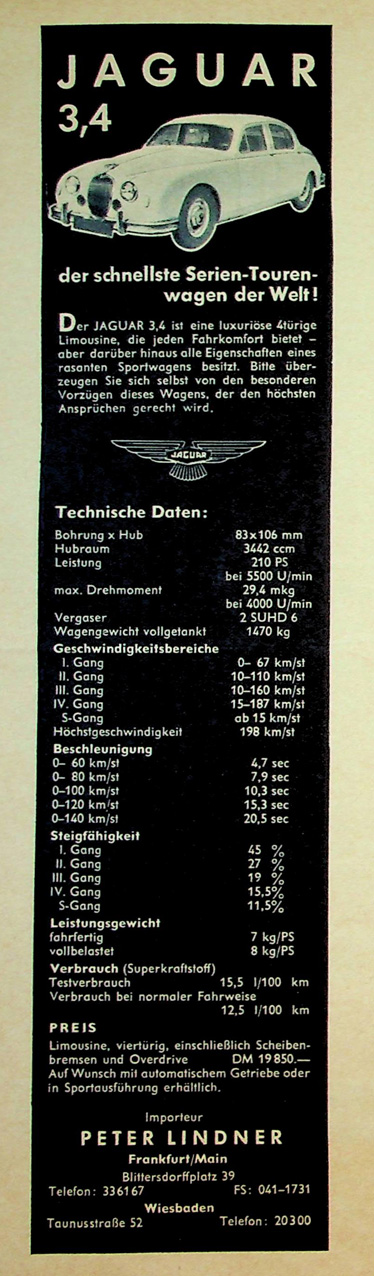 JAGUAR
3,4
der schnellste Serien-Touren-
wagen der Welt!
Der JAGUAR 3,4 ist eine luxuriöse 4türige
Limousine, die jeden Fahrkomfort bietet –
aber darüber hinaus alle Eigenschaften eines
rasanten Sportwagens besitzt. Bitte über-
zeugen Sie sich selbst von den besonderen
Vorzügen dieses Wagens, der den höchsten
Ansprüchen gerecht wird.
JAGUAR
Technische Daten:
Bohrung x Hub 83x106 mm
Hubraum 3442 ccm
Leistung 210 PS
bei 5500 U/min
max. Drehmoment 29,4 mkg
bei 4000 U/min
Vergaser 2 SUHD 6
Wagengewicht vollgetankt 1470 kg
Geschwindigkeitsbereiche
I. Gang 0– 67 km/st
II. Gang 10–110 km/st
III. Gang 10–160 km/st
IV. Gang 15–187 km/st
S-Gang ab 15 km/st
Höchstgeschwindigkeit 198 km/st
Beschleunigung
0– 60 km/st 4,7 sec
0– 80 km/st 7,9 sec
0–100 km/st 10,3 sec
0–120 km/st 15,3 sec
0–140 km/st 20,5 sec
Steigfähigkeit
I. Gang 45 %
II. Gang 27 %
III. Gang 19 %
IV. Gang 15,5%
S-Gang 11,5%
Leistungsgewicht
fahrfertig 7 kg/PS
vollbelastet 8 kg/PS
Verbrauch (Superkraftstoff)
Testverbrauch 15,5 l/100 km
Verbrauch bei normaler Fahrweise
12,5 l/100 km
PREIS
Limousine, viertürig, einschließlich Scheiben-
bremsen und Overdrive DM 19850.—
Auf Wunsch mit automatischem Getriebe oder
in Sportausführung erhältlich.
Importeur
PETER LINDNER
Frankfurt/Main
Blittersdorffplatz 39
Telefon: 336167 FS: 041–1731
Wiesbaden
Taunusstraße 52 Telefon: 20300